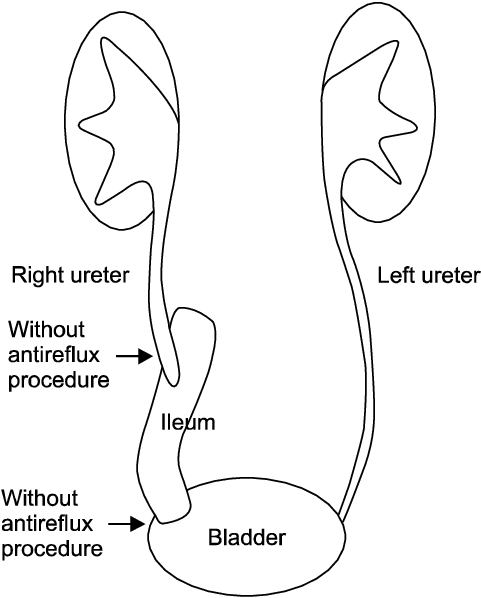 Right ureter
Left ureter
Without
antireflux
procedure
Ileum
Without
antireflux
procedure
Bladder